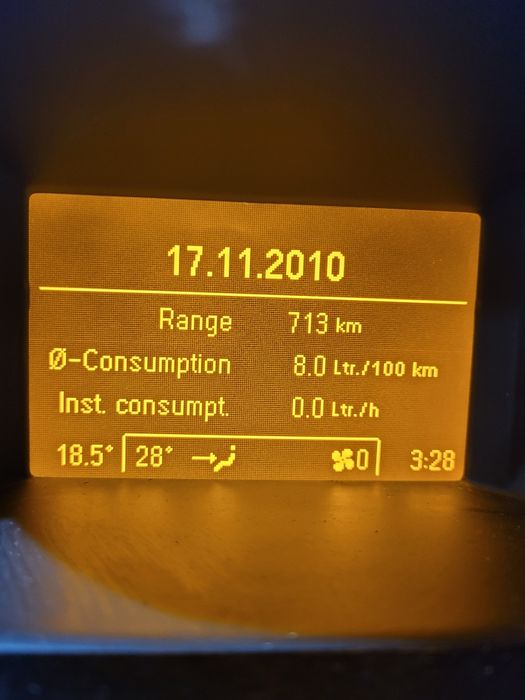 17.11.2010
Range 713 km
Ø-Consumption 8.0 Ltr./100 km
Inst. consumpt. 0.0 Ltr./h
18.5° 28° 0 3:28